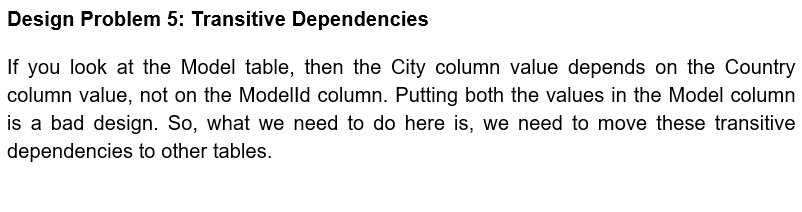 Design Problem 5: Transitive Dependencies
If you look at the Model table, then the City column value depends on the Country
column value, not on the ModelId column. Putting both the values in the Model column
is a bad design. So, what we need to do here is, we need to move these transitive
dependencies to other tables.